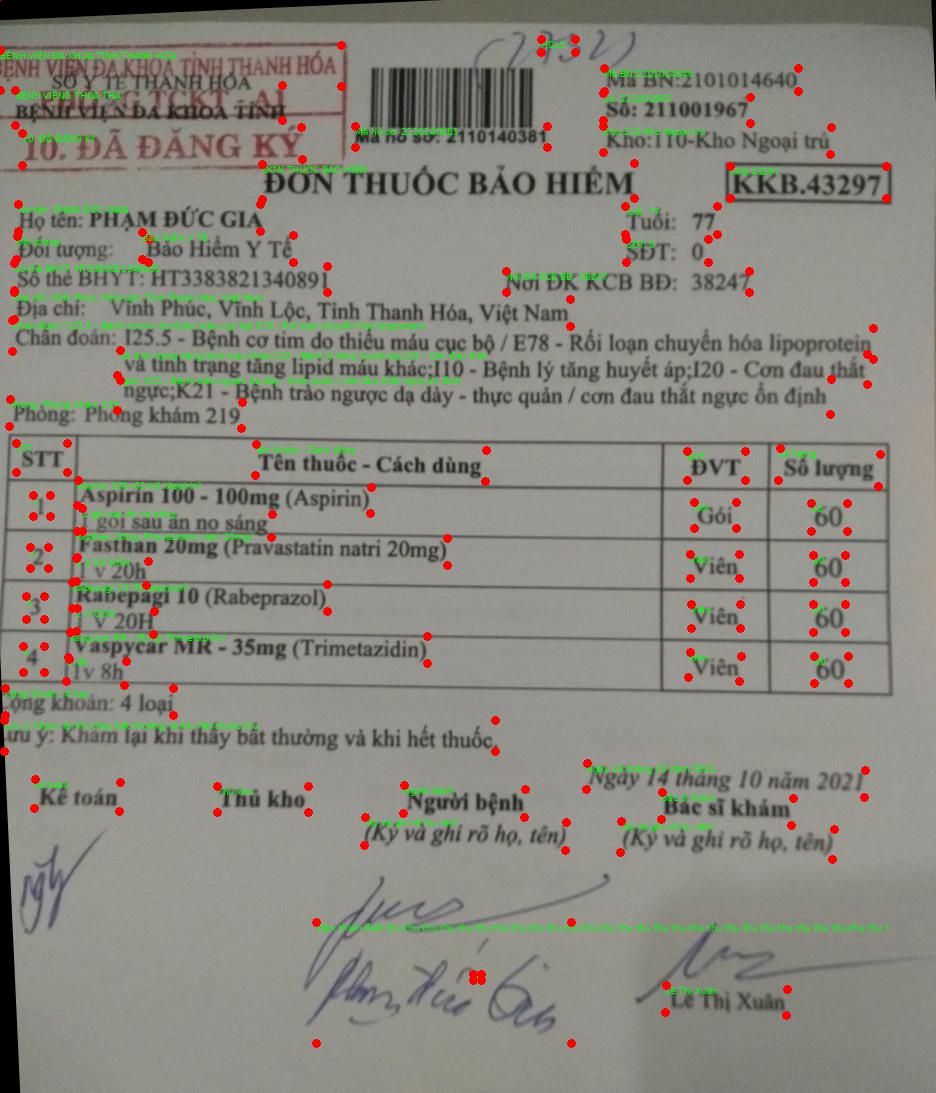 BỆNH VIỆN ĐA KHOA TỈNH THANH HÓA
SỞ Y TẾ THANH HÓA
BỆNH VIỆN ĐA KHOA TỈNH
10. ĐÃ ĐĂNG KÝ
Mã hồ sơ: 2110140381
Mã BN:2101014640
Số: 211001967
Kho:110-Kho Ngoại trú
ĐƠN THUỐC BẢO HIỂM
KKB.43297
Họ tên: PHẠM ĐỨC GIA
Tuổi: 77
Đối tượng: Bảo Hiểm Y Tế
SĐT: 0
Số thẻ BHYT: HT3383821340891
Nơi ĐK KCB BĐ: 38247
Địa chỉ: Vĩnh Phúc, Vĩnh Lộc, Tỉnh Thanh Hóa, Việt Nam
Chẩn đoán: I25.5 - Bệnh cơ tim do thiếu máu cục bộ / E78 - Rối loạn chuyển hóa lipoprotein
và tình trạng tăng lipid máu khác;I10 - Bệnh lý tăng huyết áp;I20 - Cơn đau thắt
ngực;K21 - Bệnh trào ngược dạ dày - thực quản / cơn đau thắt ngực ổn định
Phòng: Phòng khám 219
STT Tên thuốc - Cách dùng ĐVT Số lượng
1 Aspirin 100 - 100mg (Aspirin) Gói 60
1 gói sau ăn no sáng
2 Fasthan 20mg (Pravastatin natri 20mg) Viên 60
1 v 20h
3 Rabepagi 10 (Rabeprazol) Viên 60
1 V 20H
4 Vaspycar MR - 35mg (Trimetazidin) Viên 60
1v 8h
Cộng khoản: 4 loại
Lưu ý: Khám lại khi thấy bất thường và khi hết thuốc.
Ngày 14 tháng 10 năm 2021
Kế toán
Thủ kho
Người bệnh
Bác sĩ khám
(Ký và ghi rõ họ, tên)
(Ký và ghi rõ họ, tên)
Phạm Đức Gia
Lê Thị Xuân